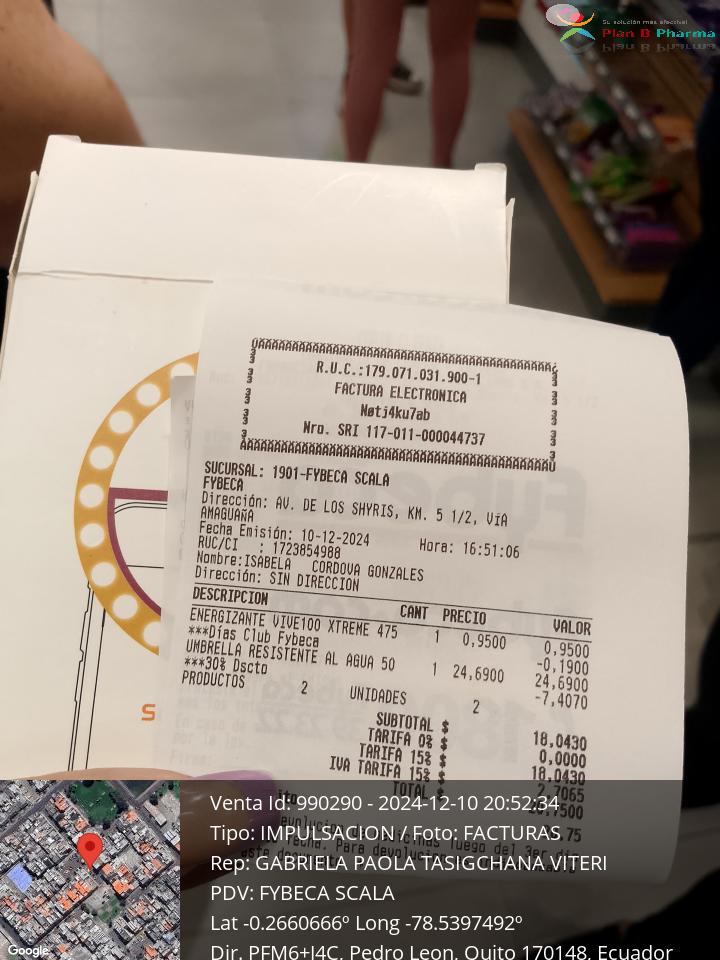 Su solución más efectiva!
Plan B Pharma
R.U.C.:179.071.031.900-1
FACTURA ELECTRONICA
Nøtj4ku7ab
Nro. SRI 117-011-000044737
SUCURSAL: 1901-FYBECA SCALA
FYBECA
Dirección: AV. DE LOS SHYRIS, KM. 5 1/2, VíA
AMAGUAÑA
Fecha Emisión: 10-12-2024 Hora: 16:51:06
RUC/CI : 1723854988
Nombre:ISABELA CORDOVA GONZALES
Dirección: SIN DIRECCION
DESCRIPCION CANT PRECIO VALOR
ENERGIZANTE VIVE100 XTREME 475 1 0,9500 0,9500
***Días Club Fybeca -0,1900
UMBRELLA RESISTENTE AL AGUA 50 1 24,6900 24,6900
***30% Dscto -7,4070
PRODUCTOS 2 UNIDADES 2
SUBTOTAL $ 18,0430
TARIFA 0% $ 0,0000
TARIFA 15% $ 18,0430
IVA TARIFA 15% $ 2,7065
TOTAL
S
Venta Id: 990290 - 2024-12-10 20:52:34
Tipo: IMPULSACION / Foto: FACTURAS
Rep: GABRIELA PAOLA TASIGCHANA VITERI
PDV: FYBECA SCALA
Lat -0.2660666º Long -78.5397492º
Dir. PFM6+J4C, Pedro Leon, Quito 170148, Ecuador
Google